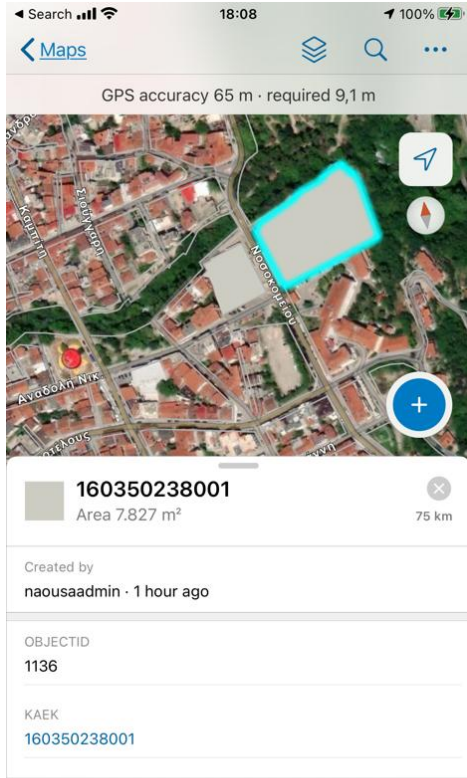 Search
18:08
100%
Maps
GPS accuracy 65 m · required 9,1 m
Καμπίτη
Σιούγγαρη
Νοσοκομείου
Αναδολή Νικ.
160350238001
Area 7.827 m²
75 km
Created by
naousaadmin · 1 hour ago
OBJECTID
1136
KAEK
160350238001